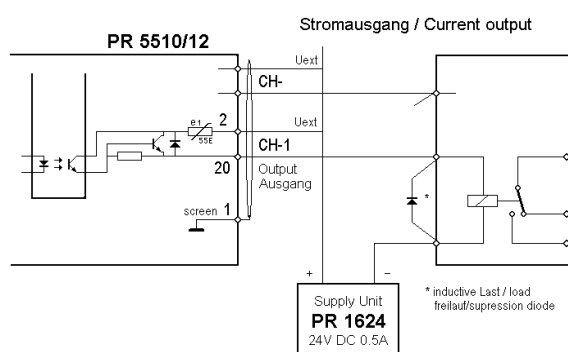 Stromausgang / Current output
PR 5510/12
Uext
CH-
e1
55E
2
Uext
CH-1
20
Output
Ausgang
screen 1
*
+
−
Supply Unit
PR 1624
24V DC 0.5A
* inductive Last / load
freilauf/supression diode